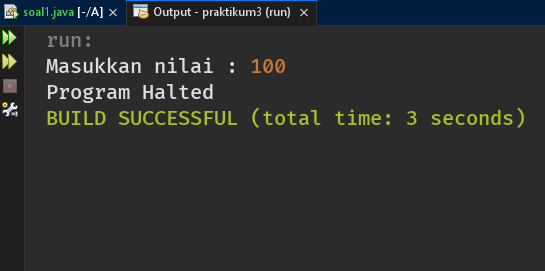 soal1.java [-/A] × Output - praktikum3 (run) ×
run:
Masukkan nilai : 100
Program Halted
BUILD SUCCESSFUL (total time: 3 seconds)